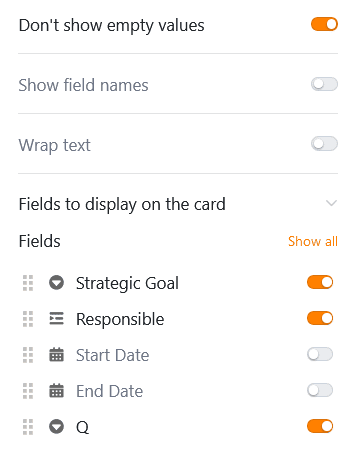 Don't show empty values
Show field names
Wrap text
Fields to display on the card
Fields Show all
Strategic Goal
Responsible
Start Date
End Date
Q